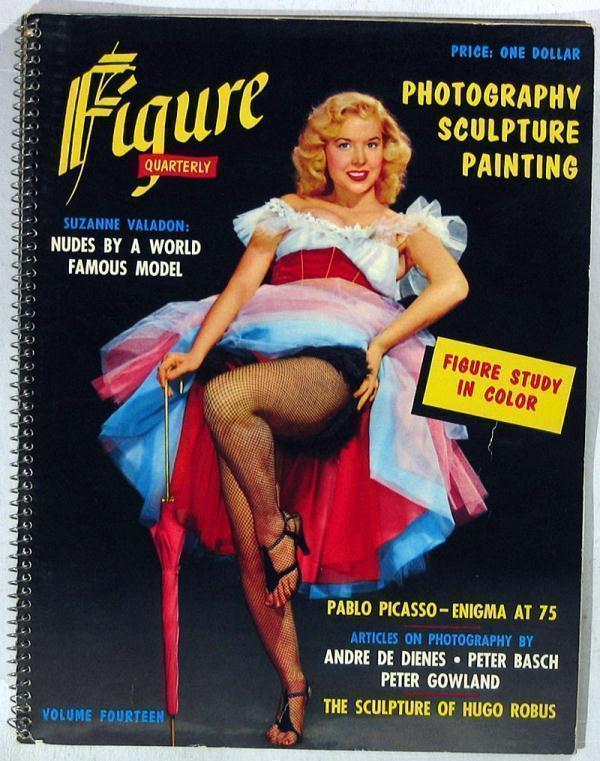 PRICE: ONE DOLLAR
Figure
QUARTERLY
PHOTOGRAPHY
SCULPTURE
PAINTING
SUZANNE VALADON:
NUDES BY A WORLD
FAMOUS MODEL
FIGURE STUDY
IN COLOR
PABLO PICASSO–ENIGMA AT 75
ARTICLES ON PHOTOGRAPHY BY
ANDRE DE DIENES • PETER BASCH
PETER GOWLAND
THE SCULPTURE OF HUGO ROBUS
VOLUME FOURTEEN